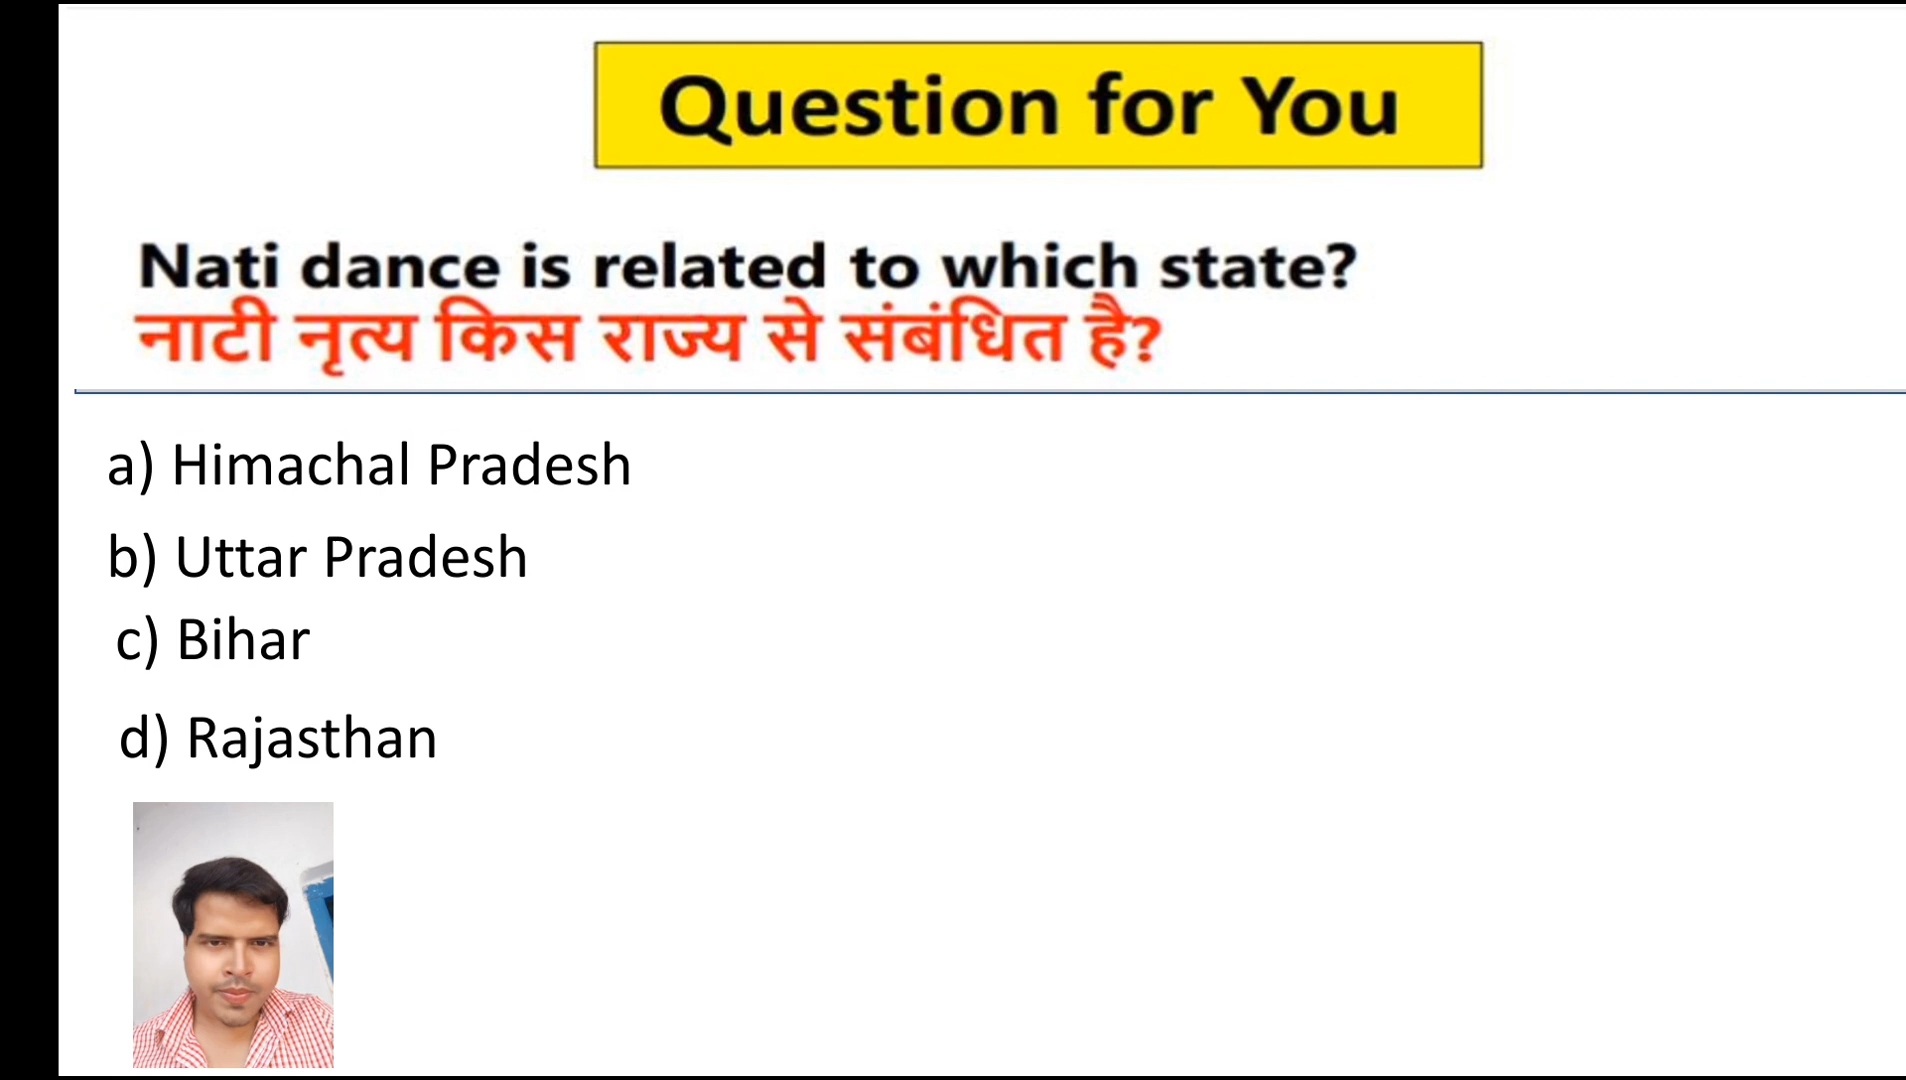 Question for You
Nati dance is related to which state?
नाटी नृत्य किस राज्य से संबंधित है?
a) Himachal Pradesh
b) Uttar Pradesh
c) Bihar
d) Rajasthan